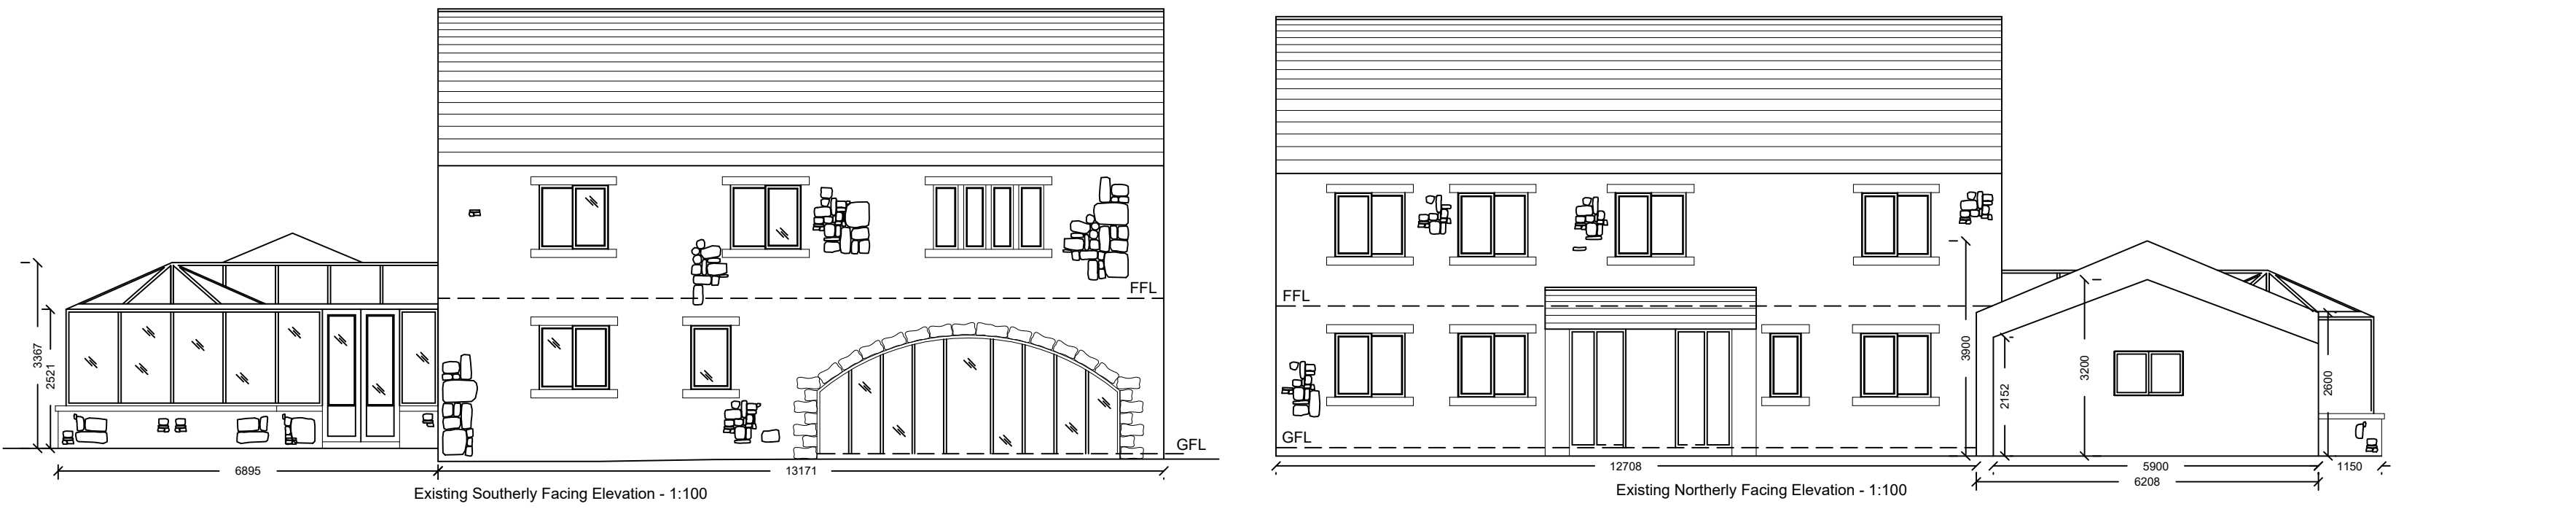 FFL
GFL
3367
2521
6895
13171
Existing Southerly Facing Elevation - 1:100
FFL
GFL
3900
2152
3200
2600
12708
5900
1150
6208
Existing Northerly Facing Elevation - 1:100